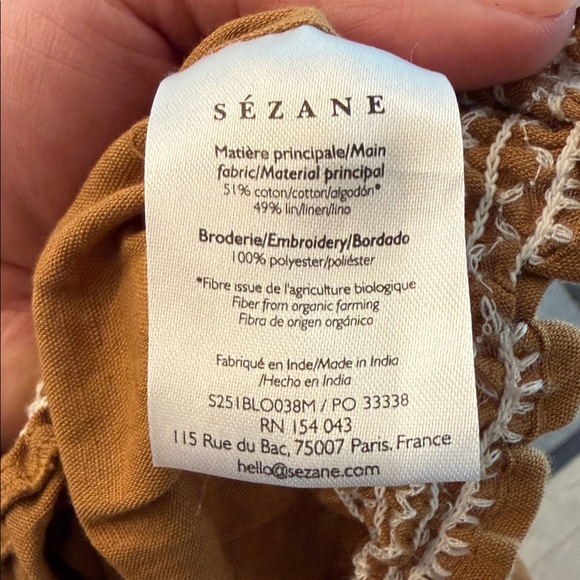 SÉZANE
Matière principale/Main
fabric/Material principal
51% coton/cotton/algodón*
49% lin/linen/lino
Broderie/Embroidery/Bordado
100% polyester/poliéster
*Fibre issue de l'agriculture biologique
Fiber from organic farming
Fibra de origen orgánico
Fabriqué en Inde/Made in India
/Hecho en India
S251BLO038M / PO 33338
RN 154 043
115 Rue du Bac, 75007 Paris. France
hello@sezane.com